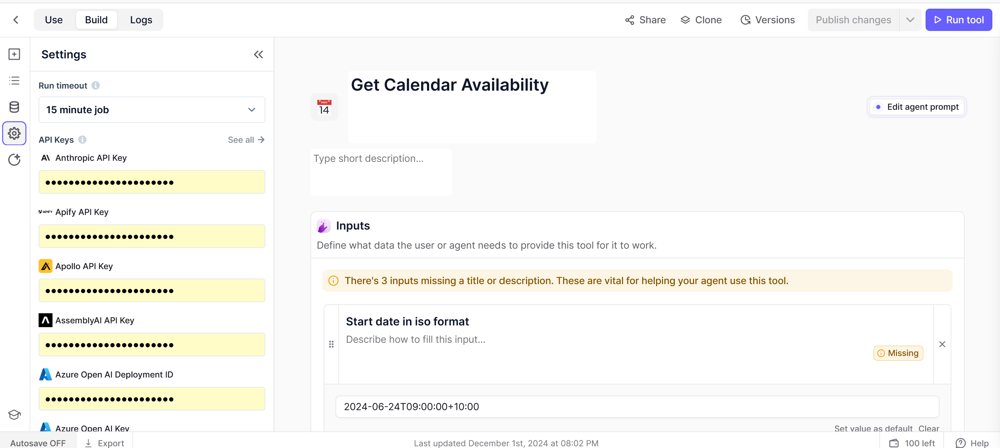 Use
Build
Logs
Share
Clone
Versions
Publish changes
Run tool
Settings
Run timeout
15 minute job
API Keys
See all
Anthropic API Key
••••••••••••••••••••••
APIFY Apify API Key
••••••••••••••••••••••
Apollo API Key
••••••••••••••••••••••
AssemblyAI API Key
••••••••••••••••••••••
Azure Open AI Deployment ID
••••••••••••••••••••••
Azure Open AI Key
MAY
14
Get Calendar Availability
Edit agent prompt
Type short description...
Inputs
Define what data the user or agent needs to provide this tool for it to work.
There's 3 inputs missing a title or description. These are vital for helping your agent use this tool.
Start date in iso format
Describe how to fill this input...
Missing
2024-06-24T09:00:00+10:00
Set value as default Clear
Autosave OFF
Export
Last updated December 1st, 2024 at 08:02 PM
100 left
Help